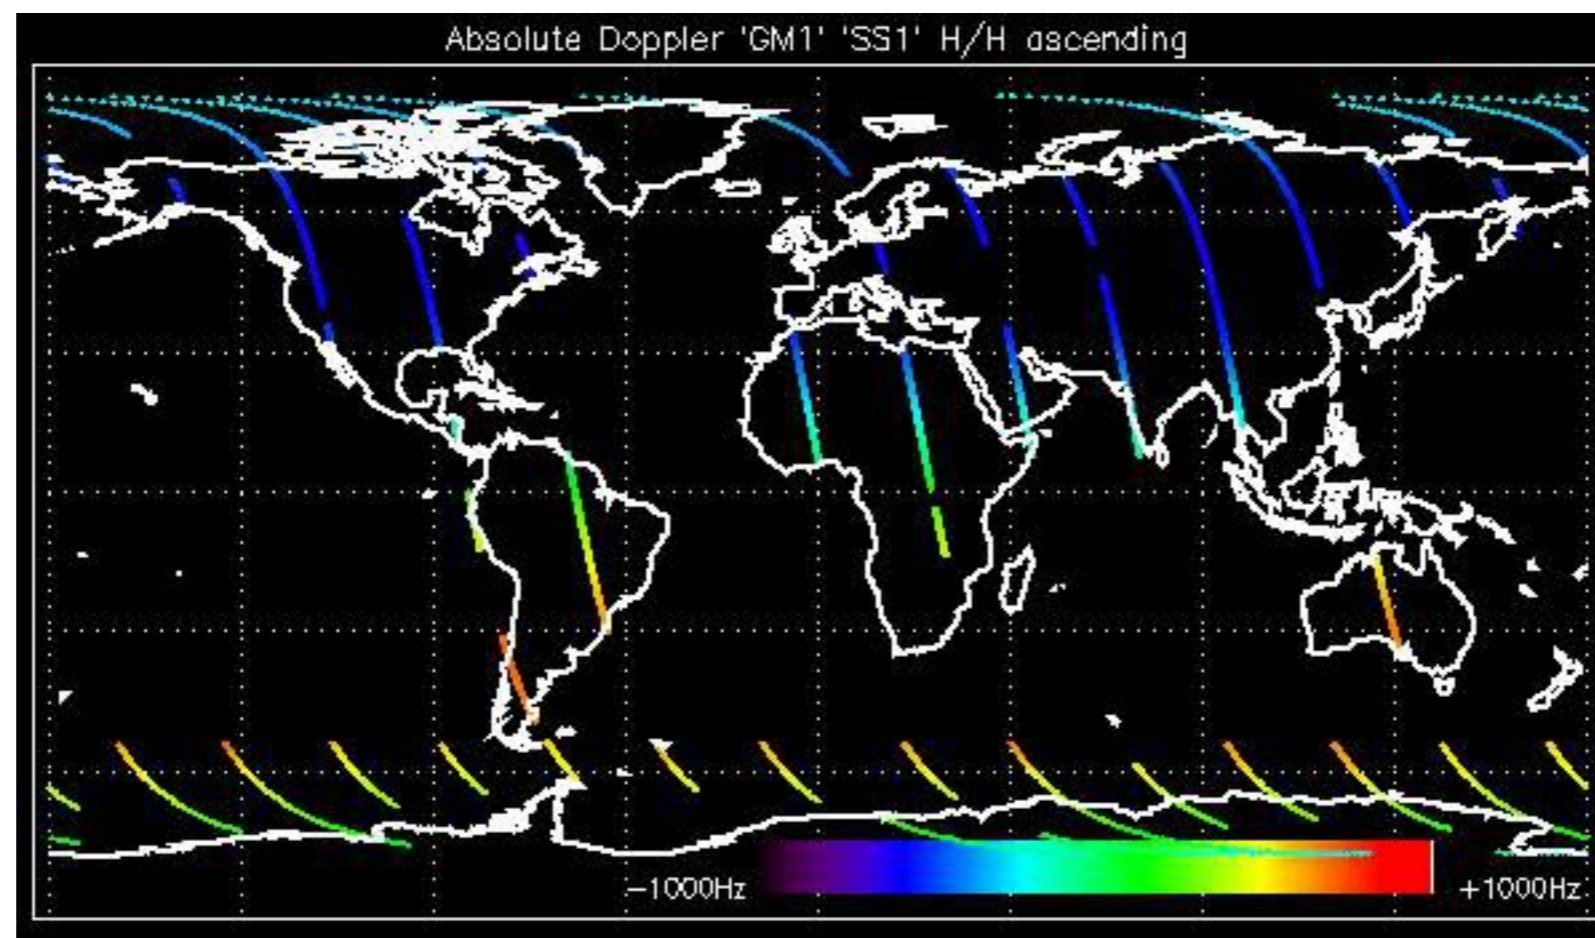 Absolute Doppler 'GM1' 'SS1' H/H ascending
−1000Hz
+1000Hz